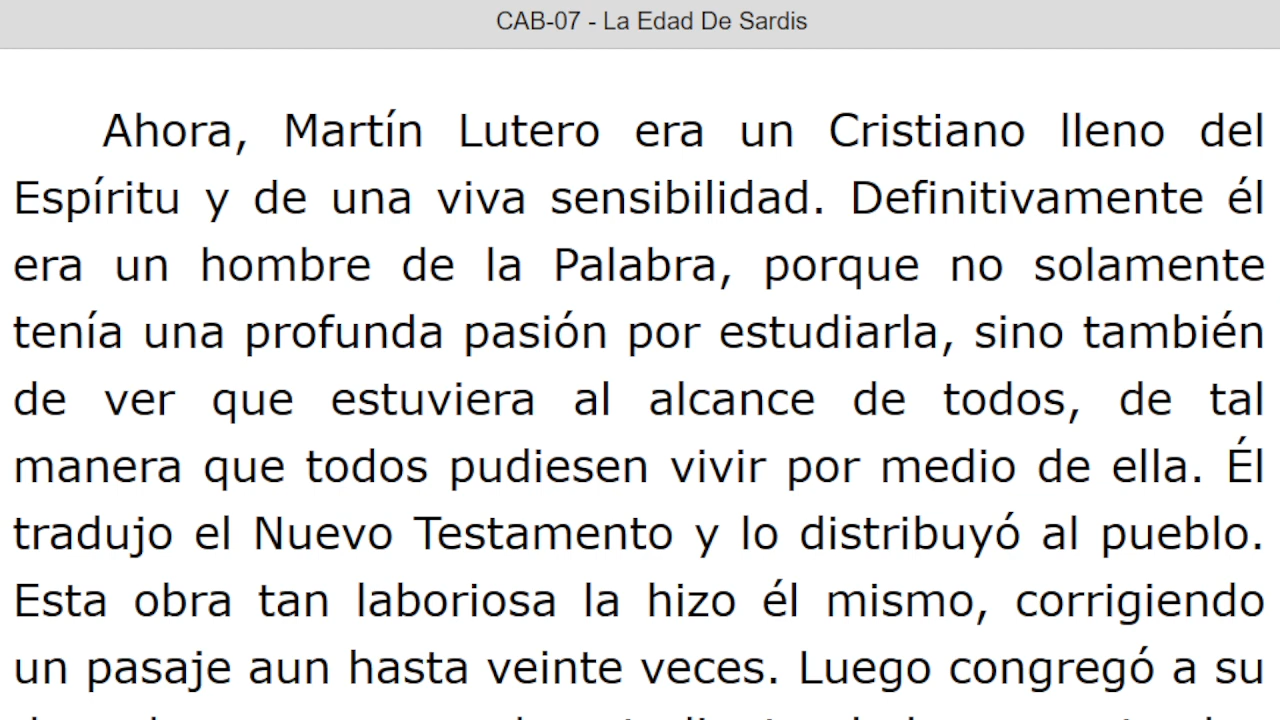 CAB-07 - La Edad De Sardis
Ahora, Martín Lutero era un Cristiano lleno del
Espíritu y de una viva sensibilidad. Definitivamente él
era un hombre de la Palabra, porque no solamente
tenía una profunda pasión por estudiarla, sino también
de ver que estuviera al alcance de todos, de tal
manera que todos pudiesen vivir por medio de ella. Él
tradujo el Nuevo Testamento y lo distribuyó al pueblo.
Esta obra tan laboriosa la hizo él mismo, corrigiendo
un pasaje aun hasta veinte veces. Luego congregó a su